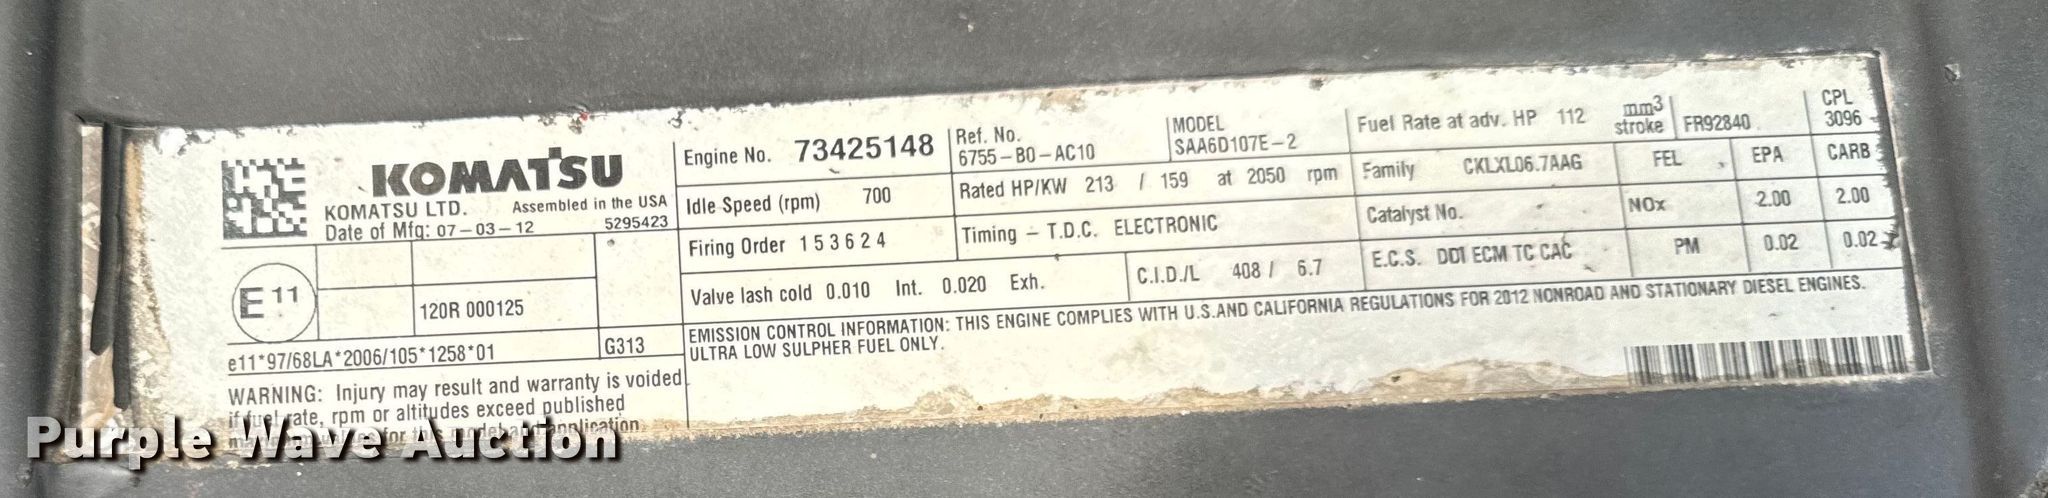 KOMATSU
KOMATSU LTD. Assembled in the USA
Date of Mfg: 07-03-12 5295423
E 11
120R 000125
e11*97/68LA*2006/105*1258*01 G313
WARNING: Injury may result and warranty is voided
if fuel rate, rpm or altitudes exceed published
for this model and application
Engine No. 73425148
Idle Speed (rpm) 700
Firing Order 1 5 3 6 2 4
Valve lash cold 0.010 Int. 0.020 Exh.
Ref. No.
6755-B0-AC10
MODEL
SAA6D107E-2
Rated HP/KW 213 / 159 at 2050 rpm
Timing - T.D.C. ELECTRONIC
C.I.D./L 408 / 6.7
Fuel Rate at adv. HP 112 mm3
stroke
FR92840
CPL
3096
Family CKLXL06.7AAG
FEL EPA CARB
Catalyst No.
NOx 2.00 2.00
E.C.S. DDI ECM TC CAC
PM 0.02 0.02
EMISSION CONTROL INFORMATION: THIS ENGINE COMPLIES WITH U.S.AND CALIFORNIA REGULATIONS FOR 2012 NONROAD AND STATIONARY DIESEL ENGINES.
ULTRA LOW SULPHER FUEL ONLY.
Purple Wave Auction